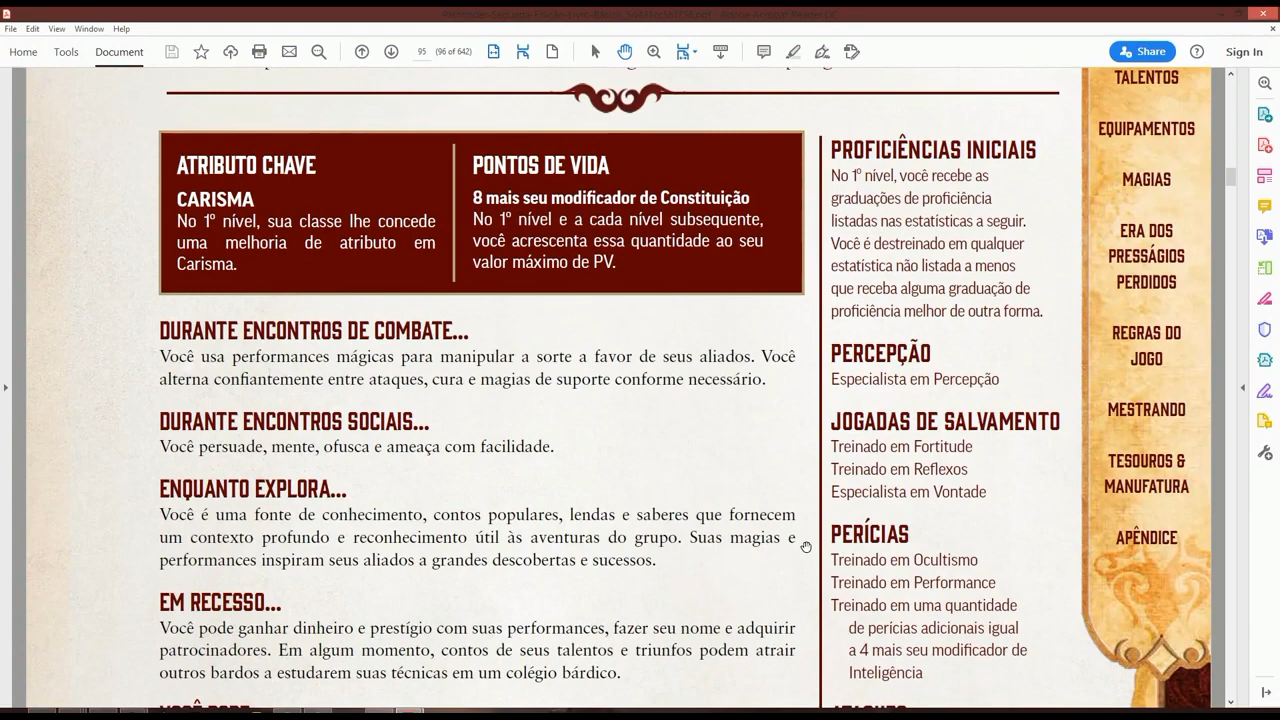 File Edit View Window Help
Home Tools Document 95 (96 of 642) Share Sign In
ATRIBUTO CHAVE
CARISMA
No 1º nível, sua classe lhe concede
uma melhoria de atributo em
Carisma.
PONTOS DE VIDA
8 mais seu modificador de Constituição
No 1º nível e a cada nível subsequente,
você acrescenta essa quantidade ao seu
valor máximo de PV.
DURANTE ENCONTROS DE COMBATE...
Você usa performances mágicas para manipular a sorte a favor de seus aliados. Você
alterna confiantemente entre ataques, cura e magias de suporte conforme necessário.
DURANTE ENCONTROS SOCIAIS...
Você persuade, mente, ofusca e ameaça com facilidade.
ENQUANTO EXPLORA...
Você é uma fonte de conhecimento, contos populares, lendas e saberes que fornecem
um contexto profundo e reconhecimento útil às aventuras do grupo. Suas magias e
performances inspiram seus aliados a grandes descobertas e sucessos.
EM RECESSO...
Você pode ganhar dinheiro e prestígio com suas performances, fazer seu nome e adquirir
patrocinadores. Em algum momento, contos de seus talentos e triunfos podem atrair
outros bardos a estudarem suas técnicas em um colégio bárdico.
PROFICIÊNCIAS INICIAIS
No 1º nível, você recebe as
graduações de proficiência
listadas nas estatísticas a seguir.
Você é destreinado em qualquer
estatística não listada a menos
que receba alguma graduação de
proficiência melhor de outra forma.
PERCEPÇÃO
Especialista em Percepção
JOGADAS DE SALVAMENTO
Treinado em Fortitude
Treinado em Reflexos
Especialista em Vontade
PERÍCIAS
Treinado em Ocultismo
Treinado em Performance
Treinado em uma quantidade
de perícias adicionais igual
a 4 mais seu modificador de
Inteligência
TALENTOS
EQUIPAMENTOS
MAGIAS
ERA DOS
PRESSÁGIOS
PERDIDOS
REGRAS DO
JOGO
MESTRANDO
TESOUROS &
MANUFATURA
APÊNDICE